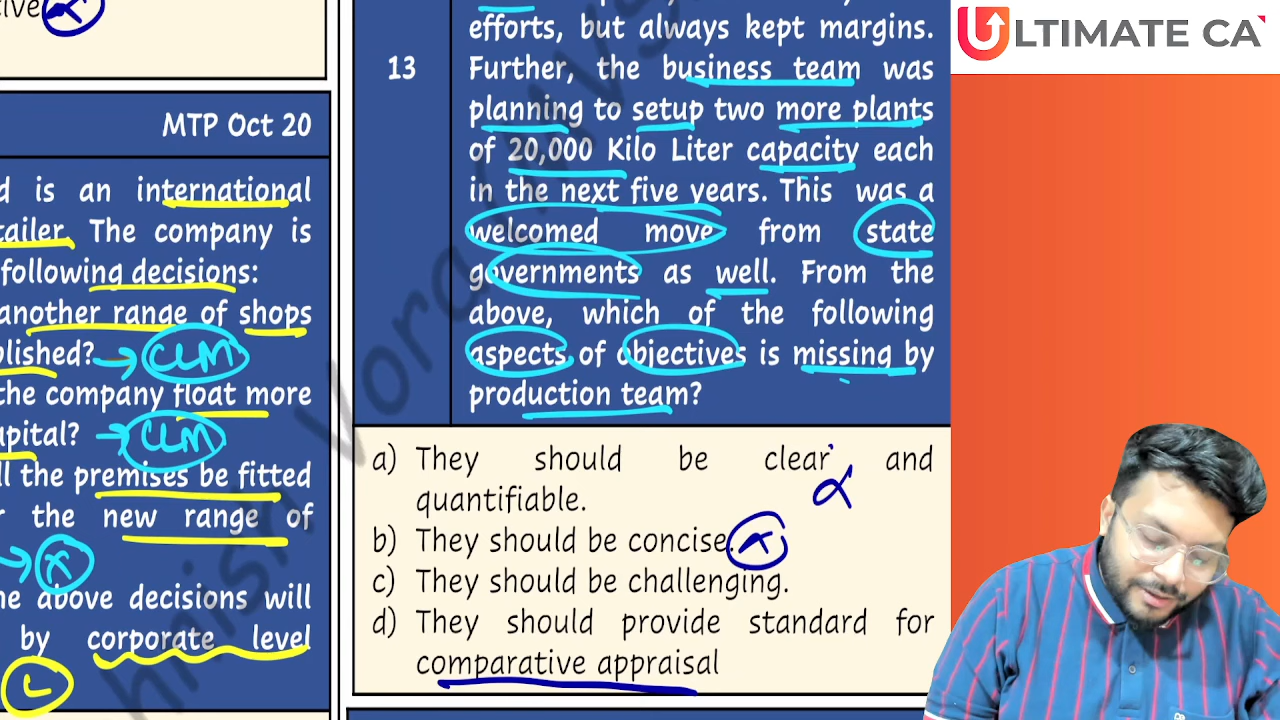 tive
MTP Oct 20
d is an international
tailer. The company is
following decisions:
another range of shops
blished? → CLM
the company float more
apital? → CLM
ll the premises be fitted
r the new range of
→ x
he above decisions will
by corporate level
13
efforts, but always kept margins.
Further, the business team was
planning to setup two more plants
of 20,000 Kilo Liter capacity each
in the next five years. This was a
welcomed move from state
governments as well. From the
above, which of the following
aspects of objectives is missing by
production team?
a) They should be clear and
quantifiable.
b) They should be concise.
c) They should be challenging.
d) They should provide standard for
comparative appraisal
ULTIMATE CA